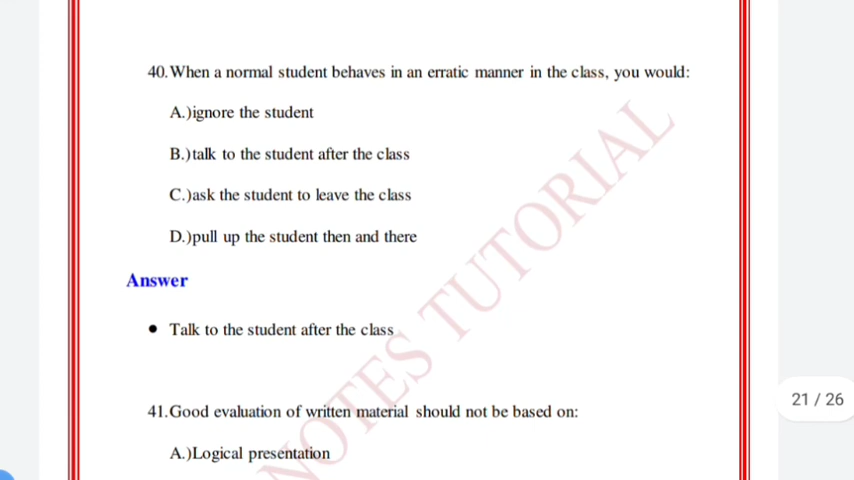 40.When a normal student behaves in an erratic manner in the class, you would:
A.)ignore the student
B.)talk to the student after the class
C.)ask the student to leave the class
D.)pull up the student then and there
Answer
• Talk to the student after the class
41.Good evaluation of written material should not be based on:
A.)Logical presentation
21 / 26
NOTES TUTORIAL